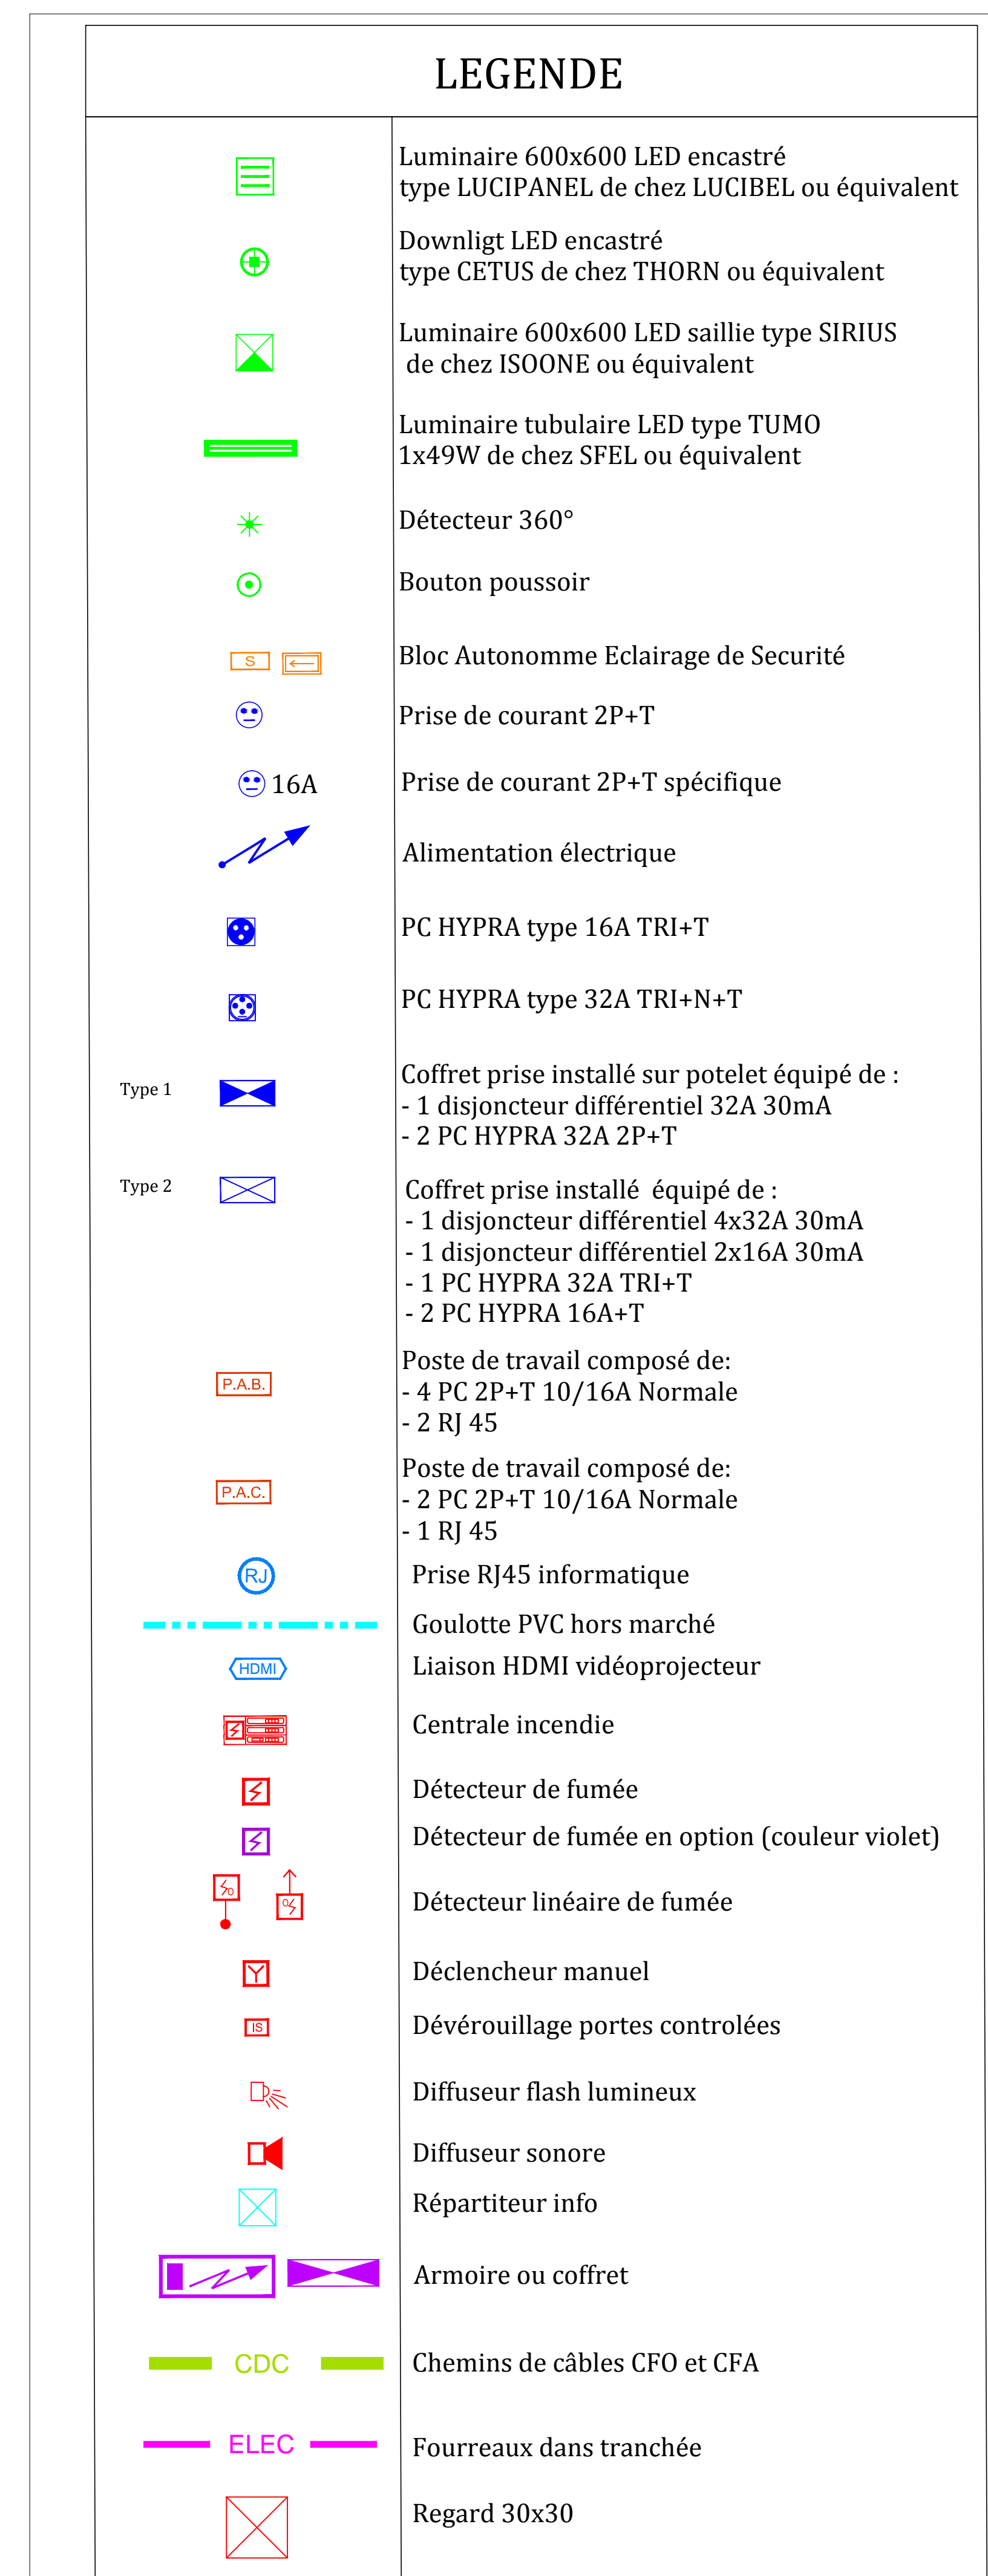 LEGENDE
Luminaire 600x600 LED encastré
type LUCIPANEL de chez LUCIBEL ou équivalent
Downligt LED encastré
type CETUS de chez THORN ou équivalent
Luminaire 600x600 LED saillie type SIRIUS
de chez ISOONE ou équivalent
Luminaire tubulaire LED type TUMO
1x49W de chez SFEL ou équivalent
Détecteur 360°
Bouton poussoir
S Bloc Autonomme Eclairage de Securité
Prise de courant 2P+T
16A Prise de courant 2P+T spécifique
Alimentation électrique
PC HYPRA type 16A TRI+T
PC HYPRA type 32A TRI+N+T
Type 1 Coffret prise installé sur potelet équipé de :
- 1 disjoncteur différentiel 32A 30mA
- 2 PC HYPRA 32A 2P+T
Type 2 Coffret prise installé équipé de :
- 1 disjoncteur différentiel 4x32A 30mA
- 1 disjoncteur différentiel 2x16A 30mA
- 1 PC HYPRA 32A TRI+T
- 2 PC HYPRA 16A+T
P.A.B. Poste de travail composé de:
- 4 PC 2P+T 10/16A Normale
- 2 RJ 45
P.A.C. Poste de travail composé de:
- 2 PC 2P+T 10/16A Normale
- 1 RJ 45
RJ Prise RJ45 informatique
Goulotte PVC hors marché
HDMI Liaison HDMI vidéoprojecteur
Centrale incendie
Détecteur de fumée
Détecteur de fumée en option (couleur violet)
Détecteur linéaire de fumée
Déclencheur manuel
IS Dévérouillage portes controlées
Diffuseur flash lumineux
Diffuseur sonore
Répartiteur info
Armoire ou coffret
CDC Chemins de câbles CFO et CFA
ELEC Fourreaux dans tranchée
Regard 30x30